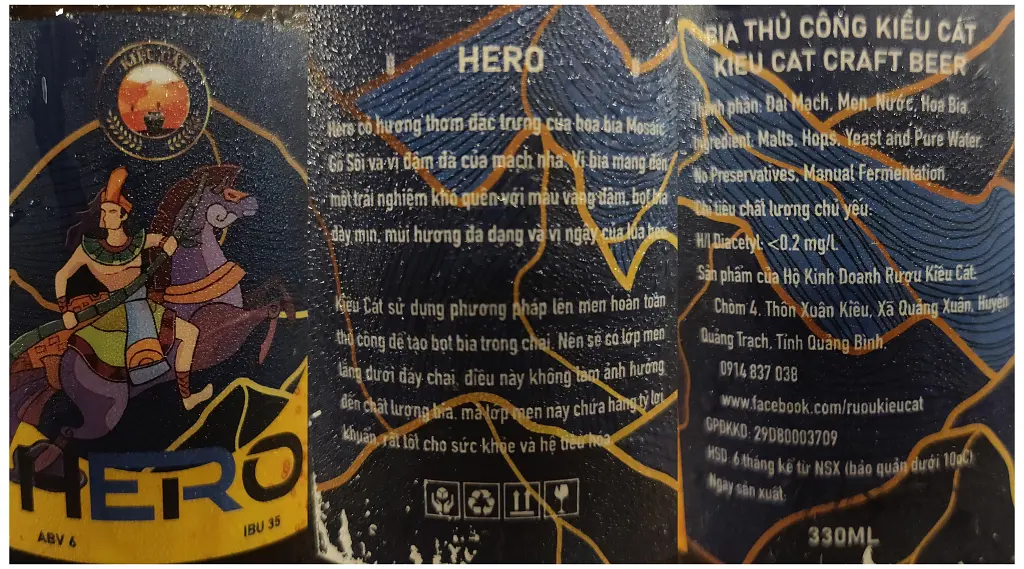 KIỀU CÁT
HERO
ABV 6
IBU 35
HERO
Hero có hương thơm đặc trưng của hoa bia Mosaic
Gỗ Sồi và vị đậm đà của mạch nha. Vị bia mang đến
một trải nghiệm khó quên với màu vàng đậm, bọt bia
dày mịn, mùi hương đa dạng và vị ngậy của lúa
Kiều Cát sử dụng phương pháp lên men hoàn toàn
thủ công để tạo bọt bia trong chai. Nên sẽ có lớp men
lắng dưới đáy chai, điều này không làm ảnh hưởng
đến chất lượng bia, mà lớp men này chứa hàng tỷ lợi
khuẩn, rất tốt cho sức khỏe và hệ tiêu hóa
BIA THỦ CÔNG KIỀU CÁT
KIEU CAT CRAFT BEER
Thành phần: Đại Mạch, Men, Nước, Hoa Bia.
Ingredient: Malts, Hops, Yeast and Pure Water.
No Preservatives, Manual Fermentation.
Chỉ tiêu chất lượng chủ yếu:
H/l Diacetyl: <0.2 mg/l.
Sản phẩm của Hộ Kinh Doanh Rượu Kiều Cát.
Chòm 4, Thôn Xuân Kiều, Xã Quảng Xuân, Huyện
Quảng Trạch, Tỉnh Quảng Bình.
0914 837 038
www.facebook.com/ruoukieucat
GPDKKD: 29D80003709
HSD: 6 tháng kể từ NSX (bảo quản dưới 10oC)
Ngày sản xuất:
330ML